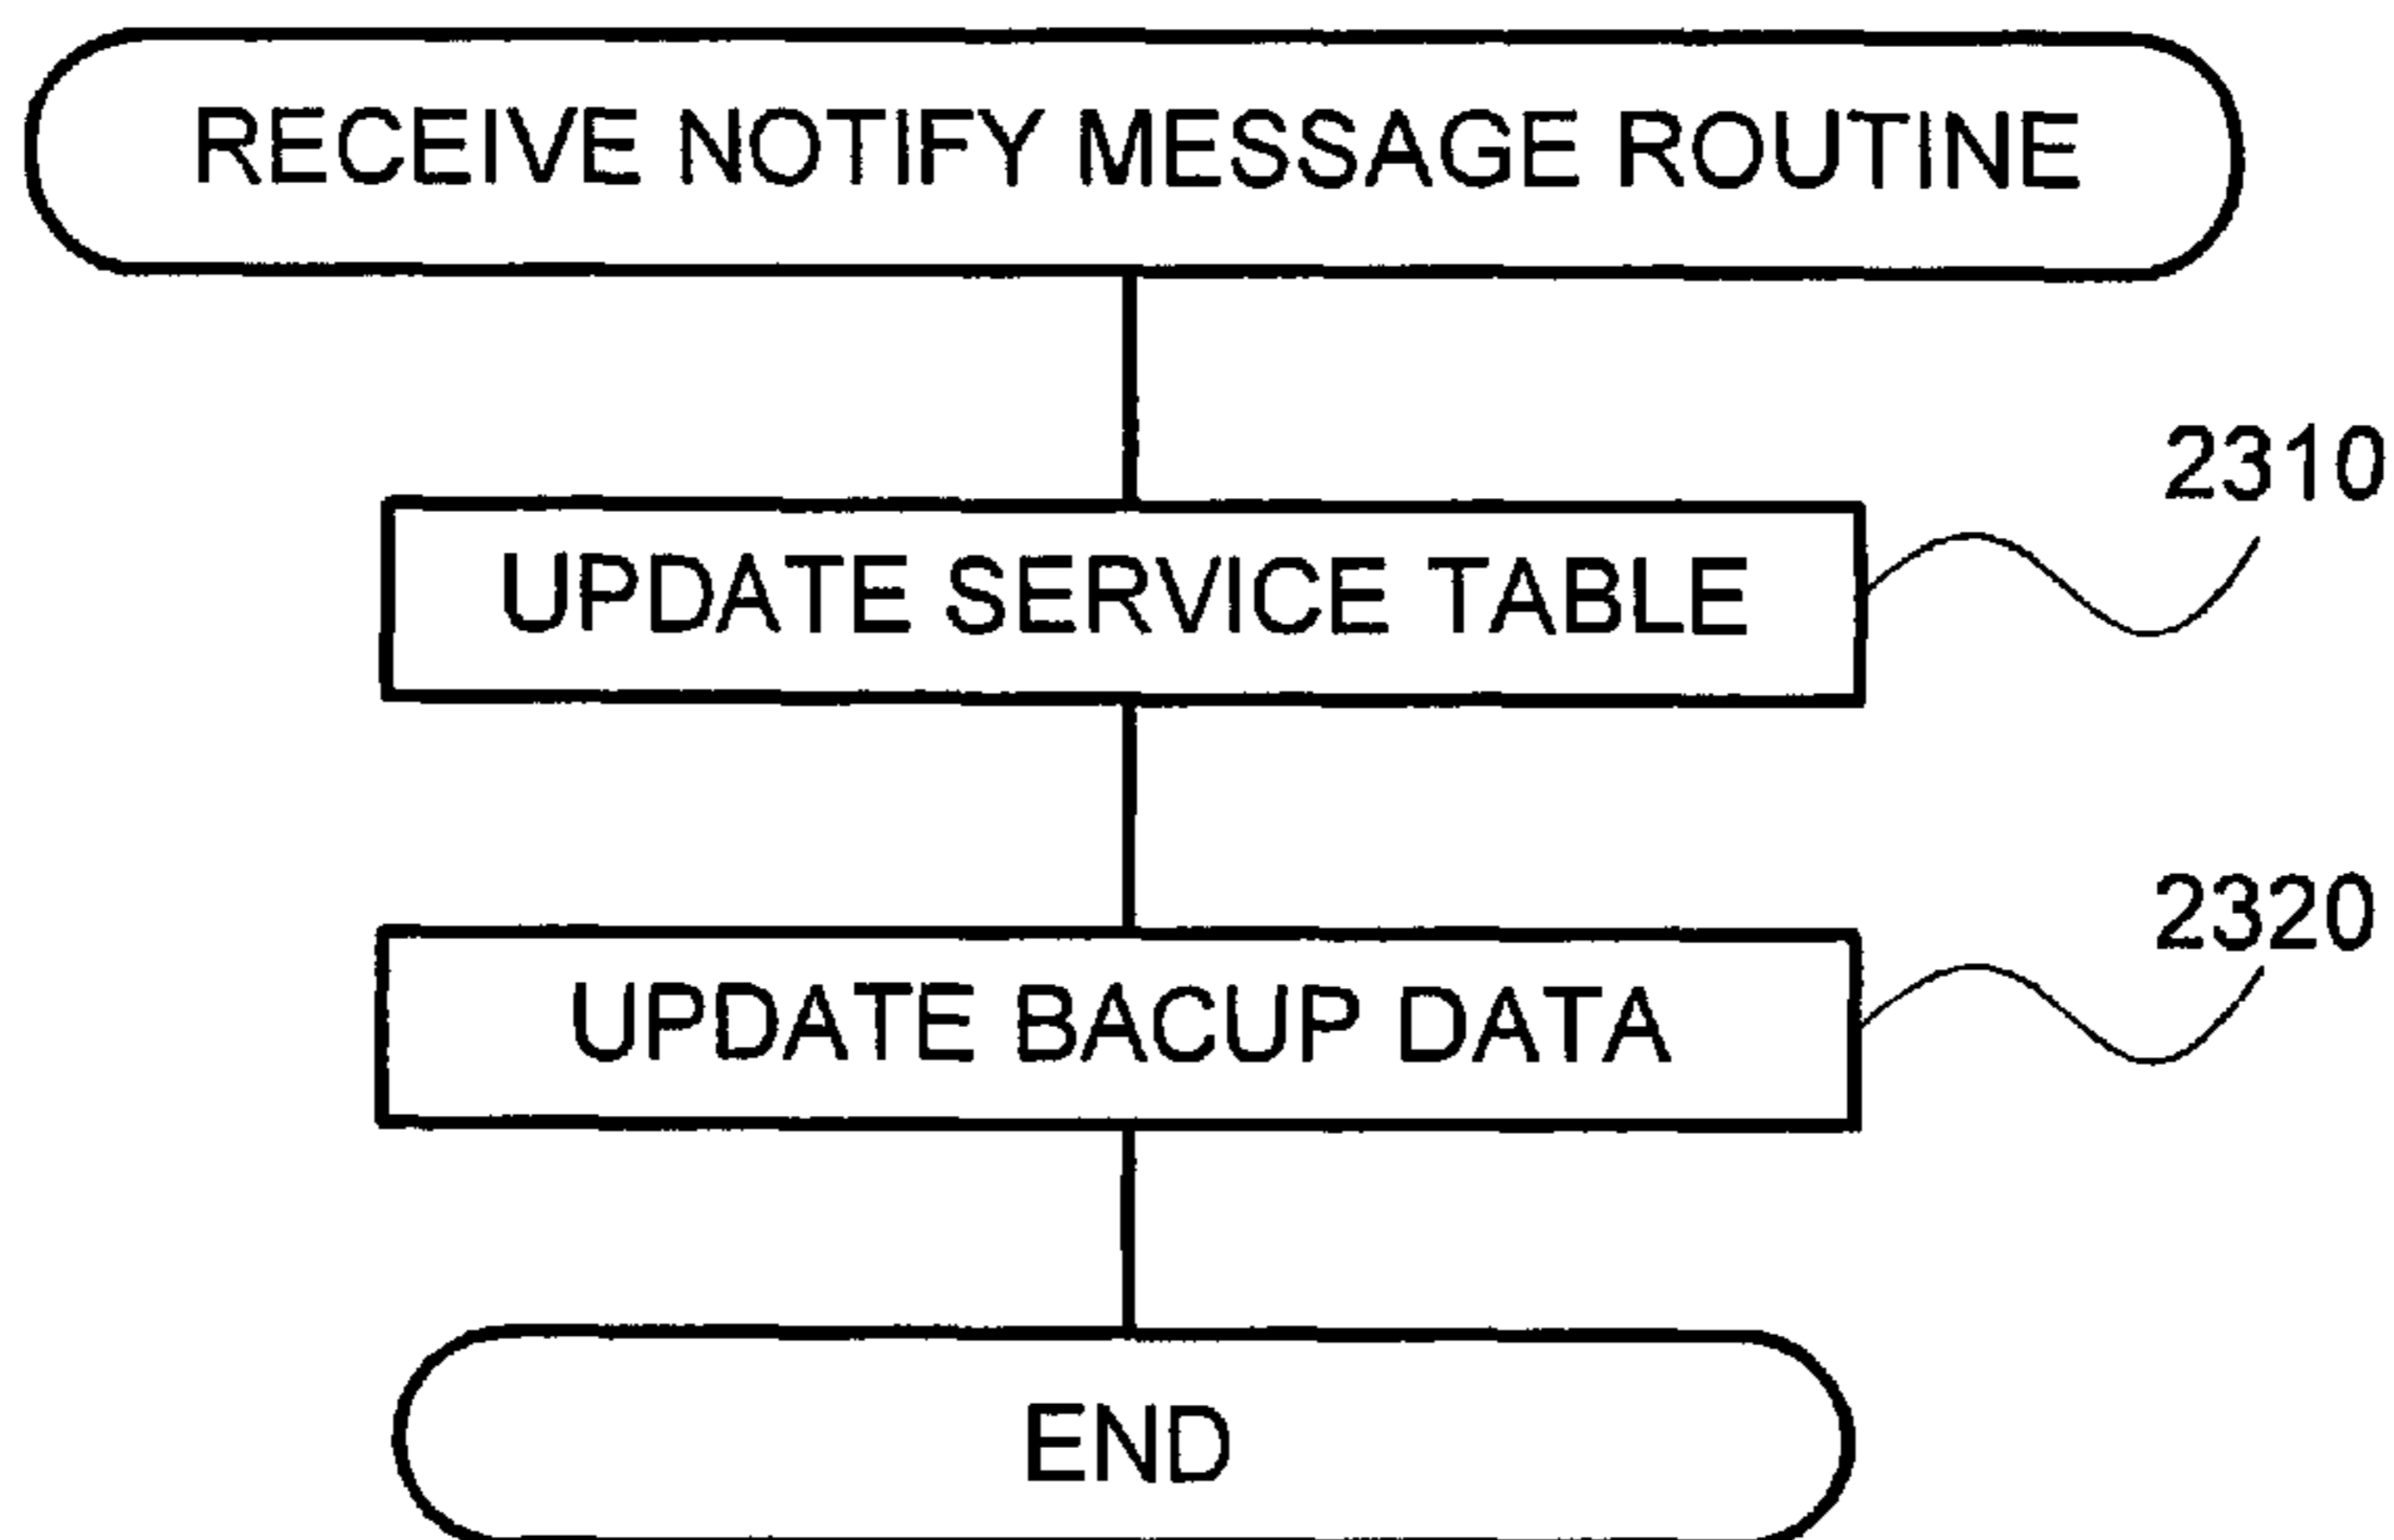 RECEIVE NOTIFY MESSAGE ROUTINE
2310
UPDATE SERVICE TABLE
2320
UPDATE BACUP DATA
END